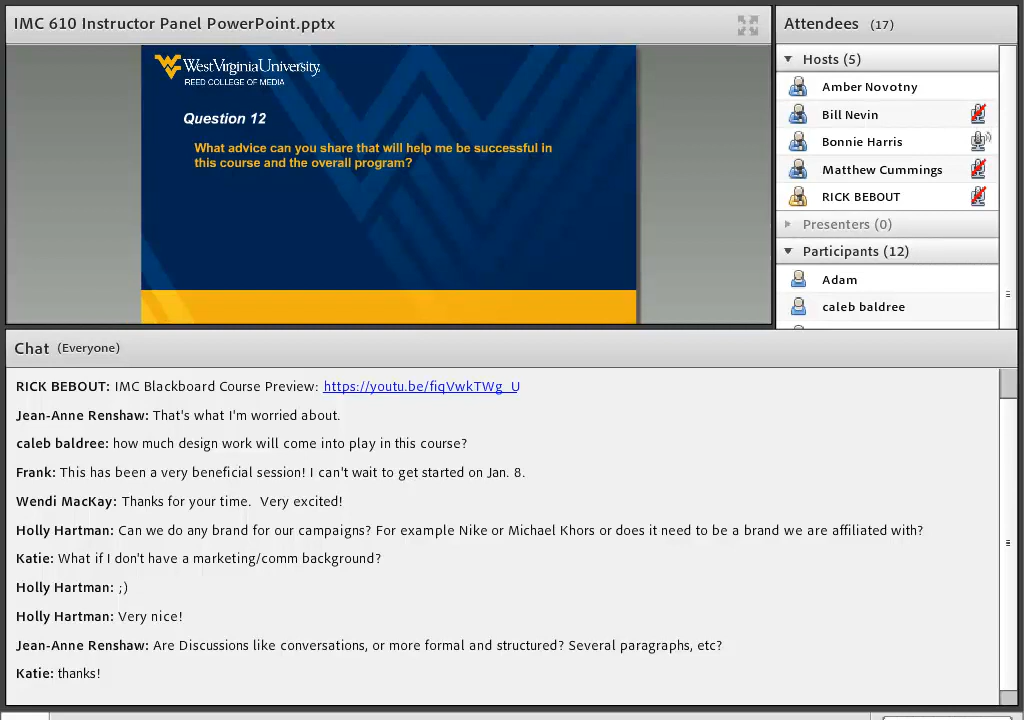 IMC 610 Instructor Panel PowerPoint.pptx
WestVirginiaUniversity.
REED COLLEGE OF MEDIA
Question 12
What advice can you share that will help me be successful in
this course and the overall program?
Attendees (17)
Hosts (5)
Amber Novotny
Bill Nevin
Bonnie Harris
Matthew Cummings
RICK BEBOUT
Presenters (0)
Participants (12)
Adam
caleb baldree
Chat (Everyone)
RICK BEBOUT: IMC Blackboard Course Preview: https://youtu.be/fiqVwkTWg_U
Jean-Anne Renshaw: That's what I'm worried about.
caleb baldree: how much design work will come into play in this course?
Frank: This has been a very beneficial session! I can't wait to get started on Jan. 8.
Wendi MacKay: Thanks for your time.  Very excited!
Holly Hartman: Can we do any brand for our campaigns? For example Nike or Michael Khors or does it need to be a brand we are affiliated with?
Katie: What if I don't have a marketing/comm background?
Holly Hartman: ;)
Holly Hartman: Very nice!
Jean-Anne Renshaw: Are Discussions like conversations, or more formal and structured? Several paragraphs, etc?
Katie: thanks!